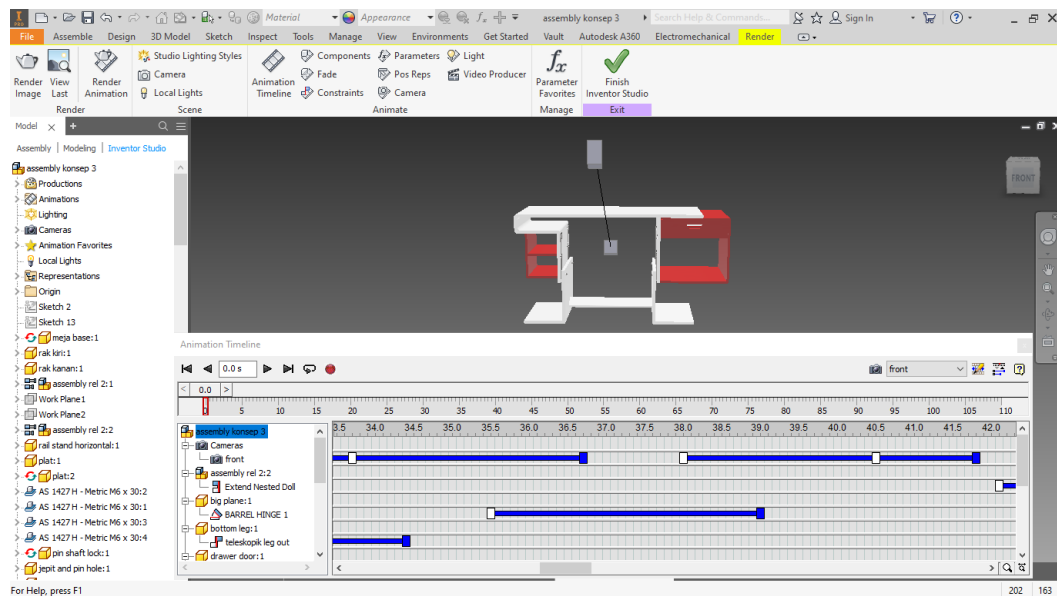 I PRO Material Appearance assembly konsep 3 Search Help & Commands... Sign In
File Assemble Design 3D Model Sketch Inspect Tools Manage View Environments Get Started Vault Autodesk A360 Electromechanical Render
Render Image
View Last
Render Animation
Studio Lighting Styles
Camera
Local Lights
Animation Timeline
Components
Fade
Constraints
Parameters
Pos Reps
Camera
Light
Video Producer
Parameter Favorites
Finish Inventor Studio
Render Scene Animate Manage Exit
Model
Assembly | Modeling | Inventor Studio
assembly konsep 3
Productions
Animations
Lighting
Cameras
Animation Favorites
Local Lights
Representations
Origin
Sketch 2
Sketch 13
meja base:1
rak kiri:1
rak kanan:1
assembly rel 2:1
Work Plane1
Work Plane2
assembly rel 2:2
rail stand horizontal:1
plat:1
plat:2
AS 1427 H - Metric M6 x 30:2
AS 1427 H - Metric M6 x 30:1
AS 1427 H - Metric M6 x 30:3
AS 1427 H - Metric M6 x 30:4
pin shaft lock:1
jepit and pin hole:1
FRONT
Animation Timeline
0.0 s front
< 0.0 >
0 5 10 15 20 25 30 35 40 45 50 55 60 65 70 75 80 85 90 95 100 105 110
3.5 34.0 34.5 35.0 35.5 36.0 36.5 37.0 37.5 38.0 38.5 39.0 39.5 40.0 40.5 41.0 41.5 42.0
assembly konsep 3
Cameras
front
assembly rel 2:2
Extend Nested Doll
big plane:1
BARREL HINGE 1
bottom leg:1
teleskopik leg out
drawer door:1
For Help, press F1 202 163